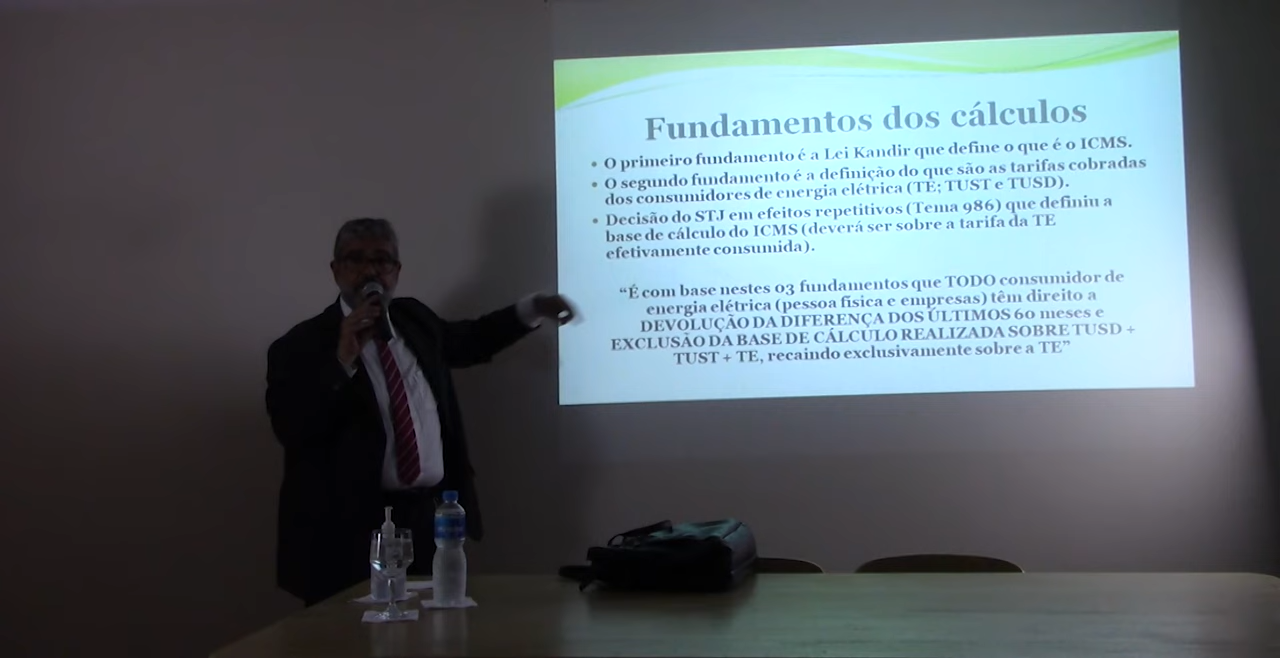 Fundamentos dos cálculos
• O primeiro fundamento é a Lei Kandir que define o que é o ICMS.
• O segundo fundamento é a definição do que são as tarifas cobradas
dos consumidores de energia elétrica (TE; TUST e TUSD).
• Decisão do STJ em efeitos repetitivos (Tema 986) que definiu a
base de cálculo do ICMS (deverá ser sobre a tarifa da TE
efetivamente consumida).
“É com base nestes 03 fundamentos que TODO consumidor de
energia elétrica (pessoa física e empresas) têm direito a
DEVOLUÇÃO DA DIFERENÇA DOS ÚLTIMOS 60 meses e
EXCLUSÃO DA BASE DE CÁLCULO REALIZADA SOBRE TUSD +
TUST + TE, recaindo exclusivamente sobre a TE”